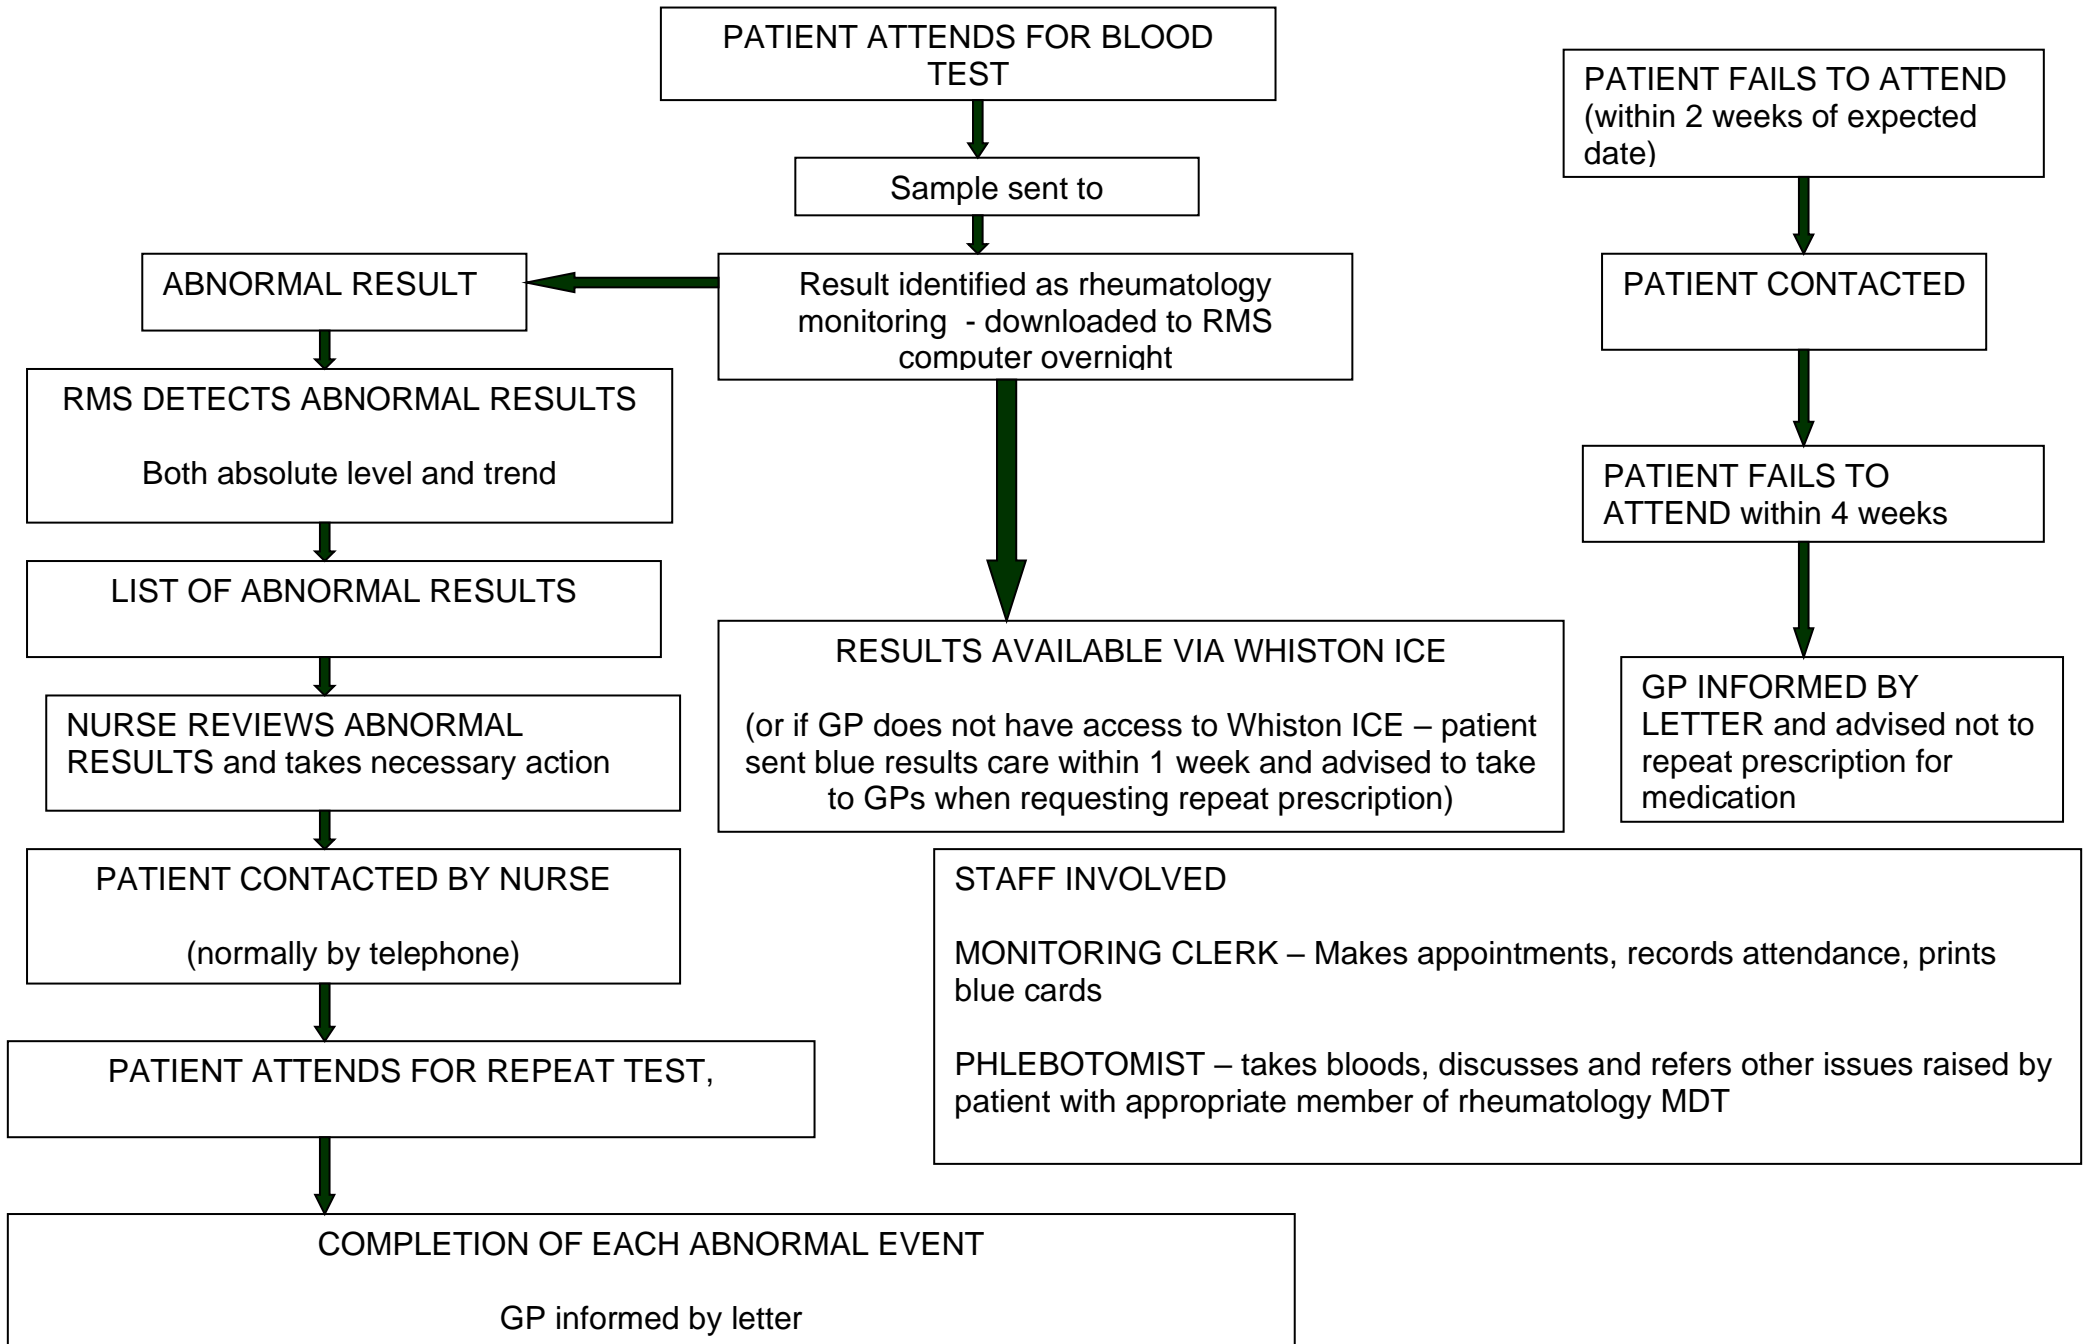 PATIENT ATTENDS FOR BLOOD
TEST
Sample sent to
Result identified as rheumatology
monitoring  - downloaded to RMS
computer overnight
ABNORMAL RESULT
RMS DETECTS ABNORMAL RESULTS
Both absolute level and trend
LIST OF ABNORMAL RESULTS
NURSE REVIEWS ABNORMAL
RESULTS and takes necessary action
PATIENT CONTACTED BY NURSE
(normally by telephone)
PATIENT ATTENDS FOR REPEAT TEST,
COMPLETION OF EACH ABNORMAL EVENT
GP informed by letter
RESULTS AVAILABLE VIA WHISTON ICE
(or if GP does not have access to Whiston ICE – patient
sent blue results care within 1 week and advised to take
to GPs when requesting repeat prescription)
PATIENT FAILS TO ATTEND
(within 2 weeks of expected
date)
PATIENT CONTACTED
PATIENT FAILS TO
ATTEND within 4 weeks
GP INFORMED BY
LETTER and advised not to
repeat prescription for
medication
STAFF INVOLVED
MONITORING CLERK – Makes appointments, records attendance, prints
blue cards
PHLEBOTOMIST – takes bloods, discusses and refers other issues raised by
patient with appropriate member of rheumatology MDT